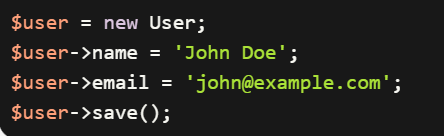 $user = new User;
$user->name = 'John Doe';
$user->email = 'john@example.com';
$user->save();